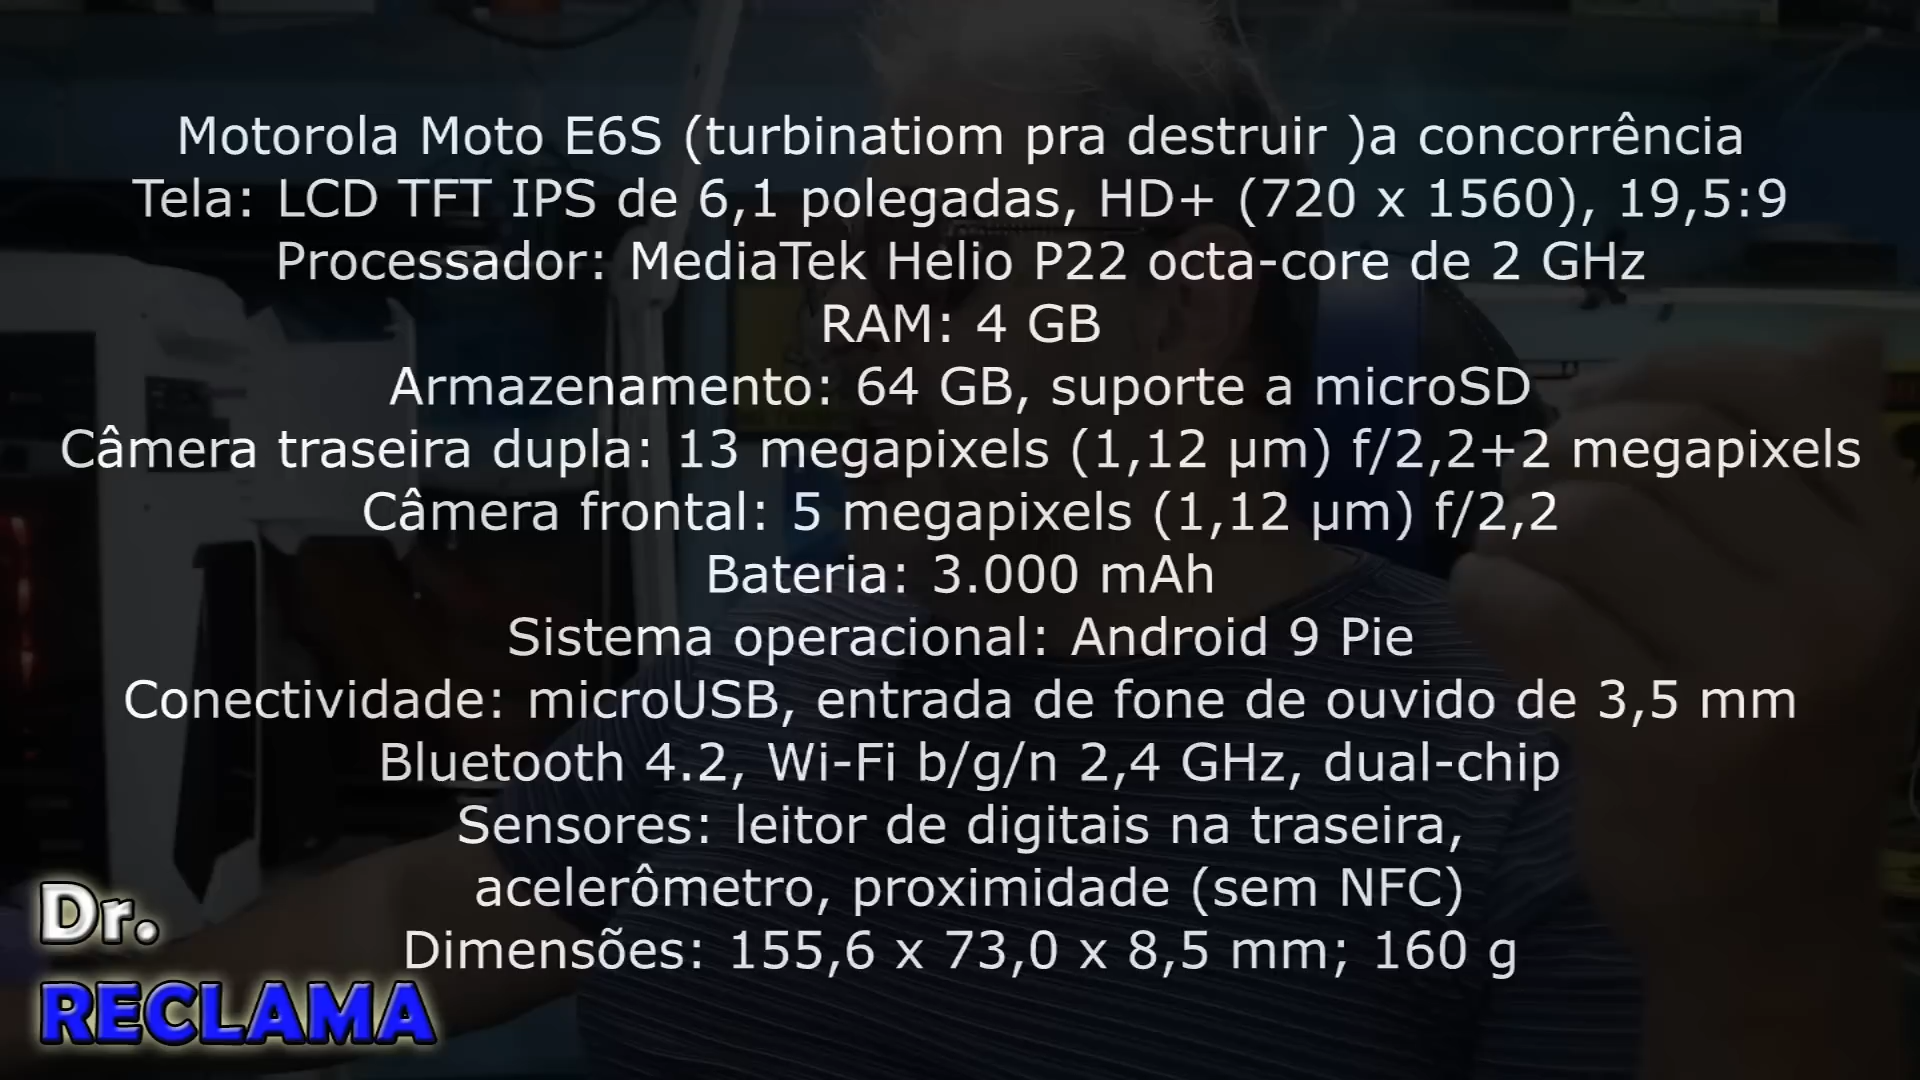 Motorola Moto E6S (turbinatiom pra destruir )a concorrência
Tela: LCD TFT IPS de 6,1 polegadas, HD+ (720 x 1560), 19,5:9
Processador: MediaTek Helio P22 octa-core de 2 GHz
RAM: 4 GB
Armazenamento: 64 GB, suporte a microSD
Câmera traseira dupla: 13 megapixels (1,12 µm) f/2,2+2 megapixels
Câmera frontal: 5 megapixels (1,12 µm) f/2,2
Bateria: 3.000 mAh
Sistema operacional: Android 9 Pie
Conectividade: microUSB, entrada de fone de ouvido de 3,5 mm
Bluetooth 4.2, Wi-Fi b/g/n 2,4 GHz, dual-chip
Sensores: leitor de digitais na traseira,
acelerômetro, proximidade (sem NFC)
Dimensões: 155,6 x 73,0 x 8,5 mm; 160 g
Dr.
RECLAMA